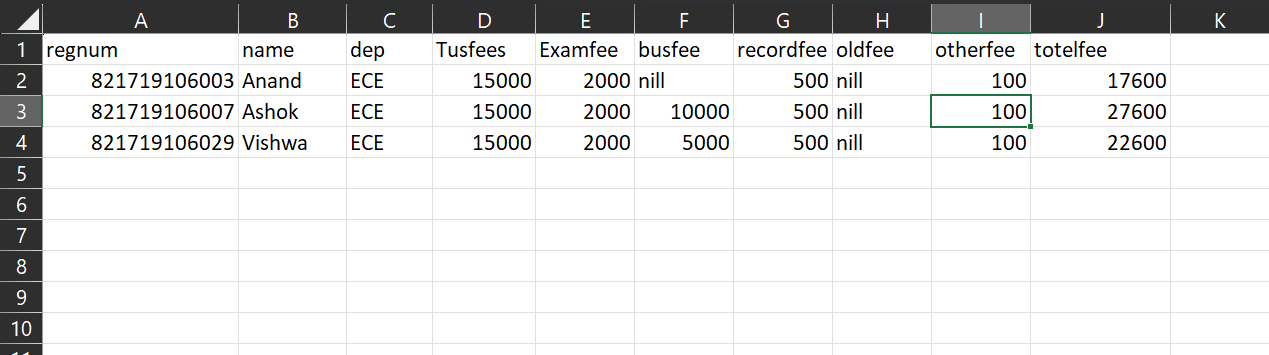 A B C D E F G H I J K
1 regnum name dep Tusfees Examfee busfee recordfee oldfee otherfee totelfee
2 821719106003 Anand ECE 15000 2000 nill 500 nill 100 17600
3 821719106007 Ashok ECE 15000 2000 10000 500 nill 100 27600
4 821719106029 Vishwa ECE 15000 2000 5000 500 nill 100 22600
5
6
7
8
9
10